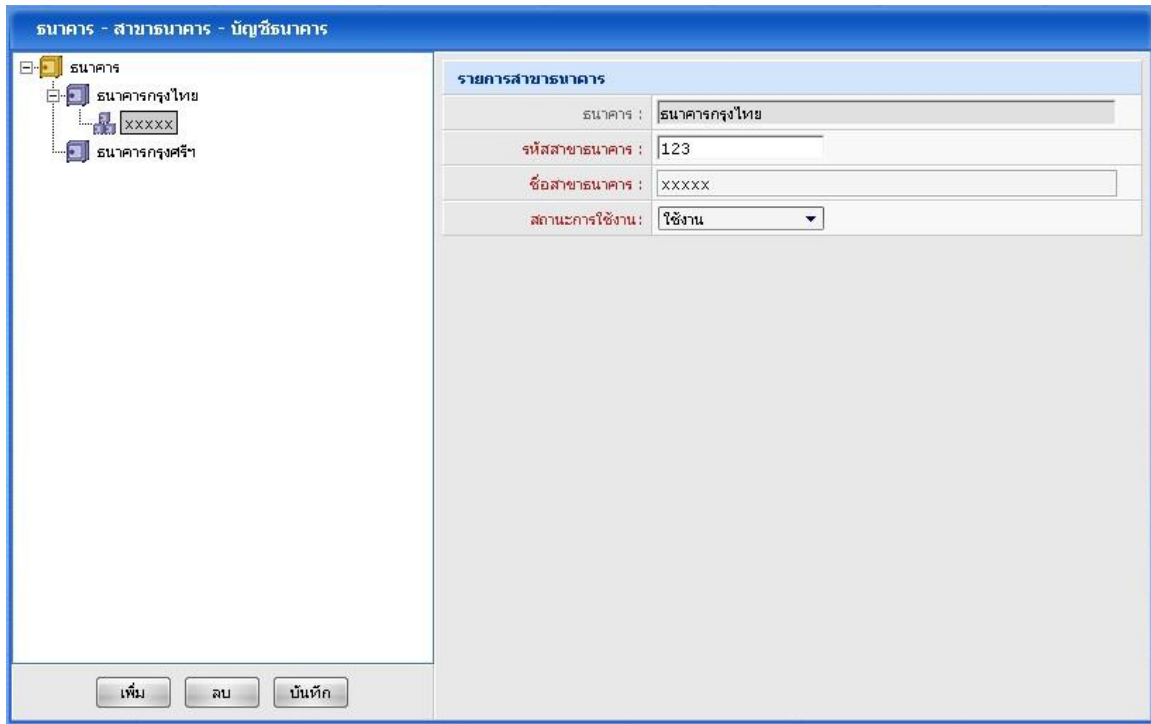 ธนาคาร - สาขาธนาคาร - บัญชีธนาคาร
ธนาคาร
ธนาคารกรุงไทย
xxxxx
ธนาคารกรุงศรีฯ
รายการสาขาธนาคาร
ธนาคาร : ธนาคารกรุงไทย
รหัสสาขาธนาคาร : 123
ชื่อสาขาธนาคาร : xxxxx
สถานะการใช้งาน: ใช้งาน
เพิ่ม ลบ บันทึก